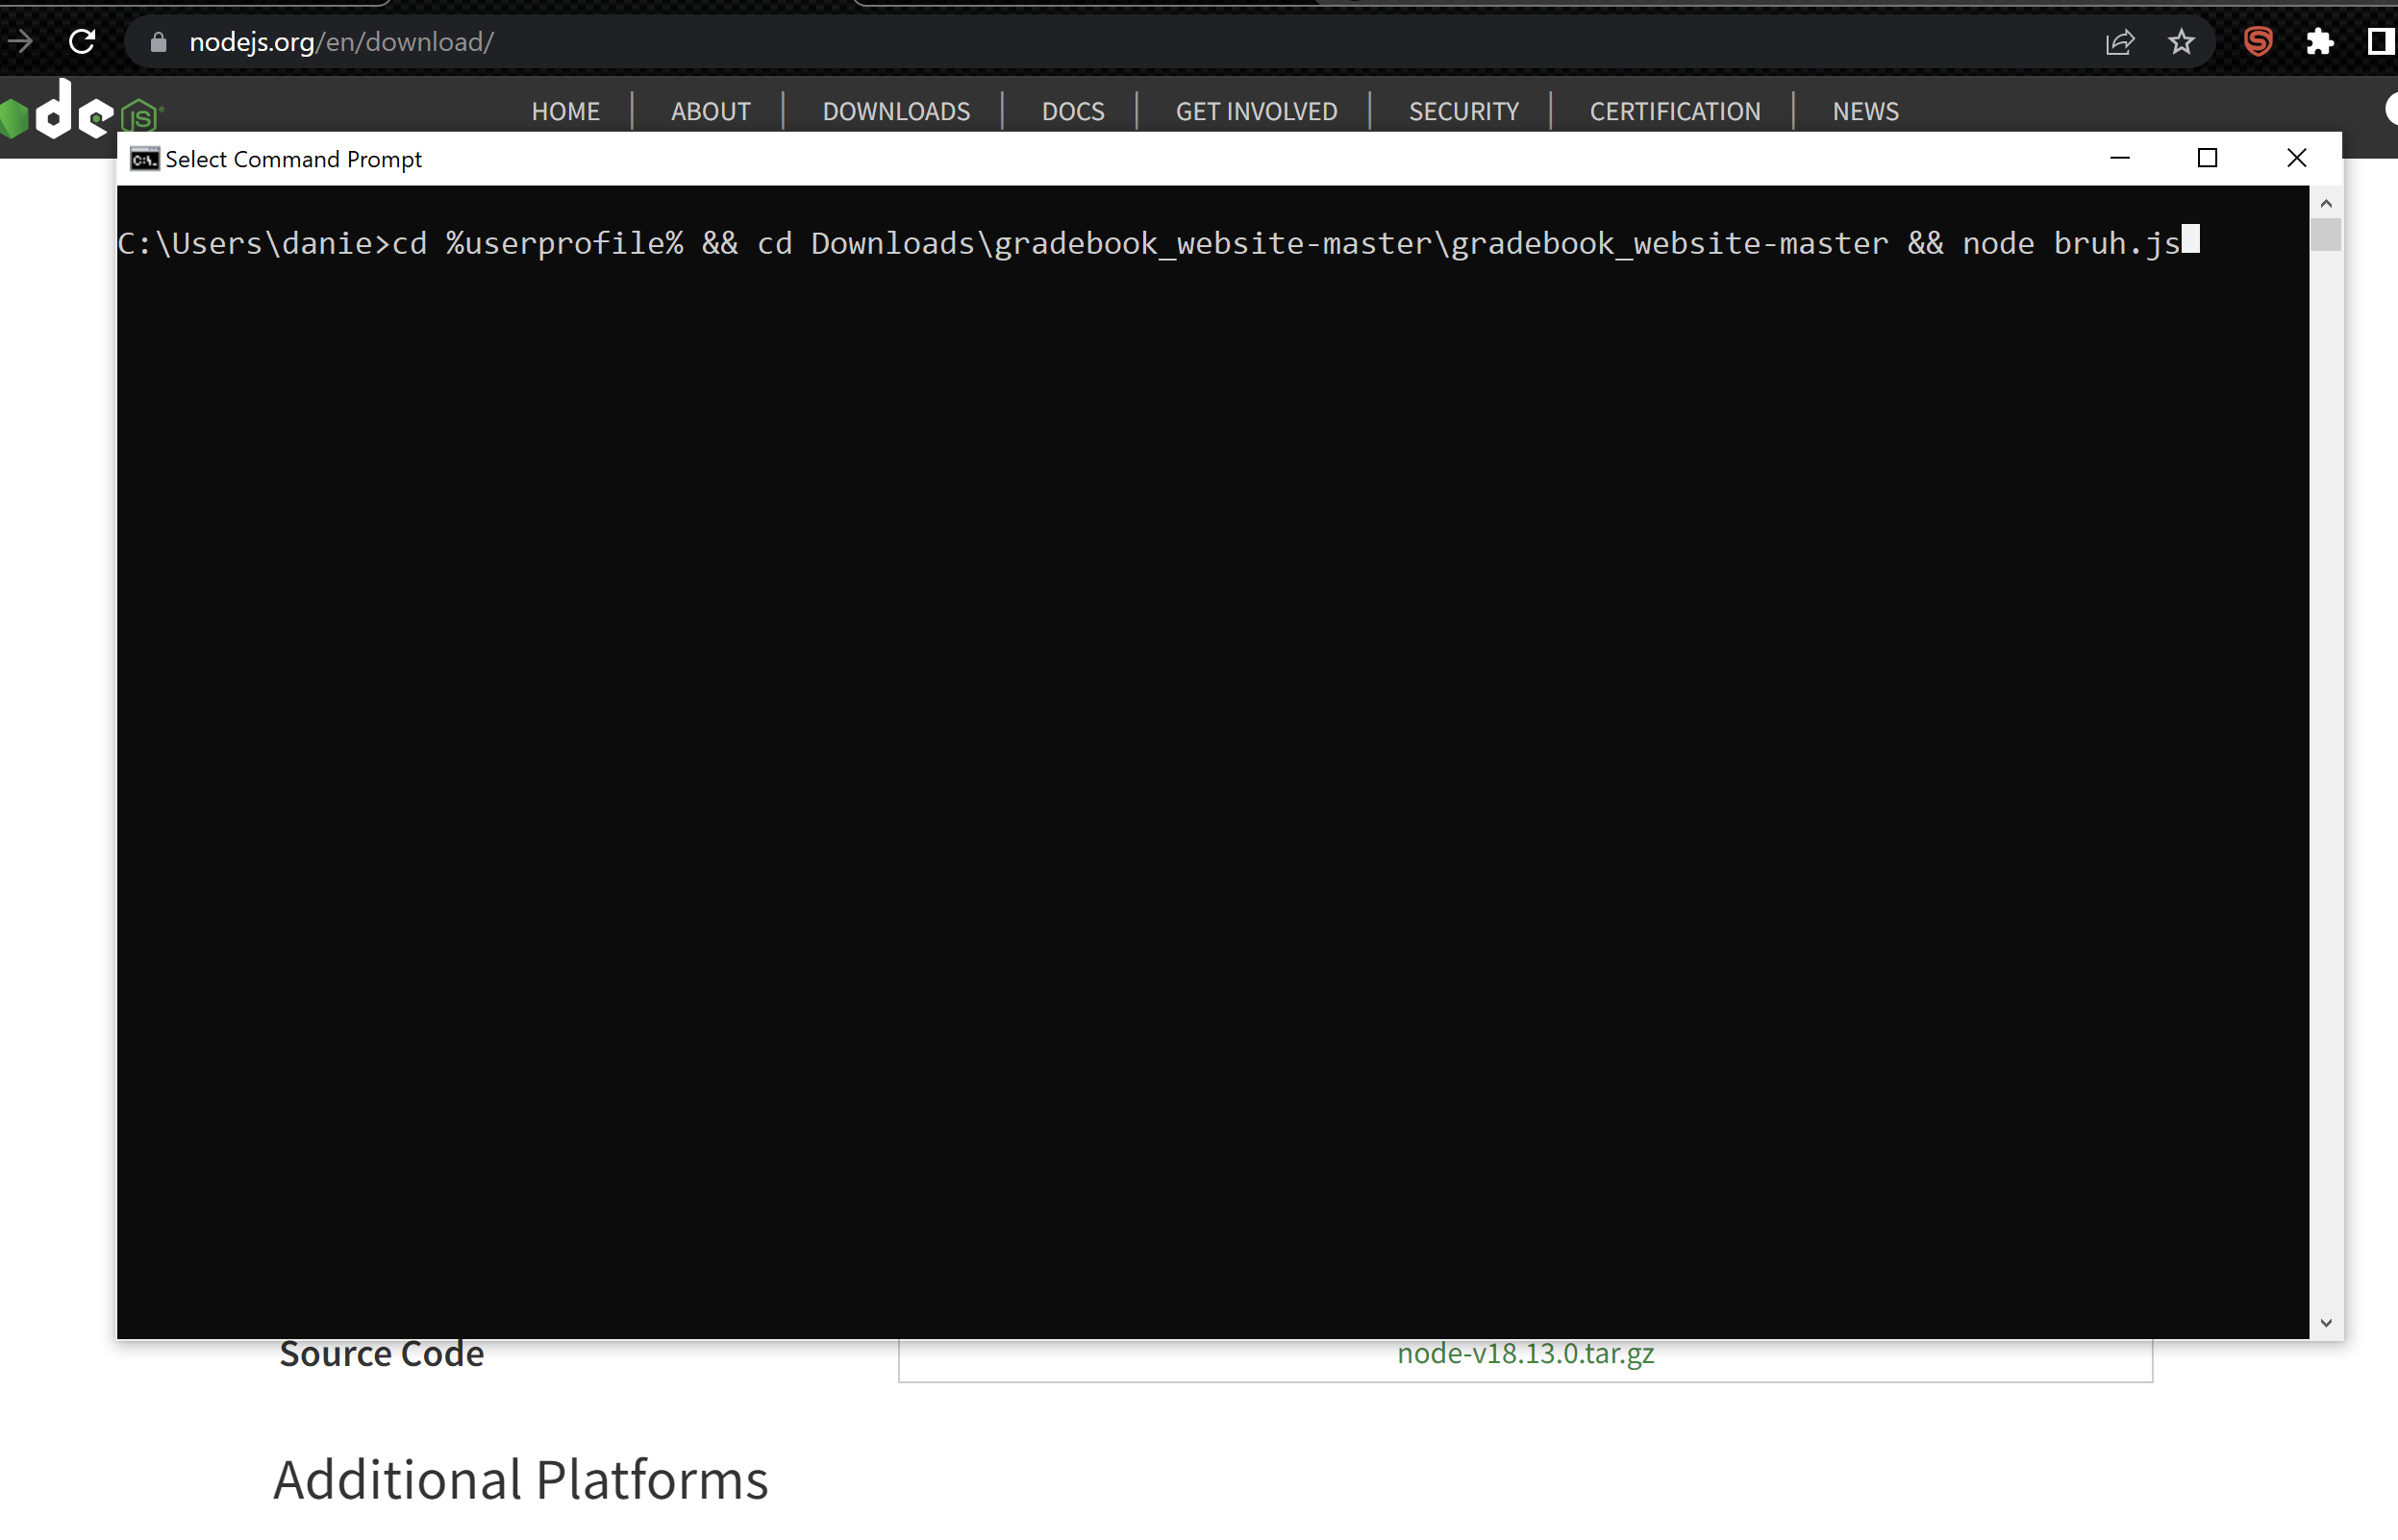 nodejs.org/en/download/
node JS
HOME | ABOUT | DOWNLOADS | DOCS | GET INVOLVED | SECURITY | CERTIFICATION | NEWS
C:\. Select Command Prompt
C:\Users\danie>cd %userprofile% && cd Downloads\gradebook_website-master\gradebook_website-master && node bruh.js
Source Code
node-v18.13.0.tar.gz
Additional Platforms